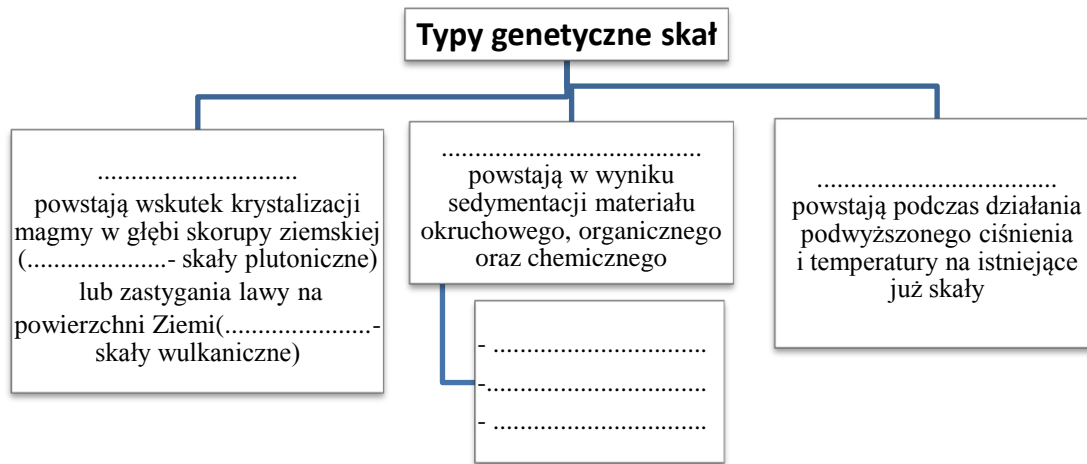 Typy genetyczne skał
................................
powstają wskutek krystalizacji
magmy w głębi skorupy ziemskiej
(.....................- skały plutoniczne)
lub zastygania lawy na
powierzchni Ziemi(......................-
skały wulkaniczne)
.......................................
powstają w wyniku
sedymentacji materiału
okruchowego, organicznego
oraz chemicznego
- ................................
-.................................
- ................................
...................................
powstają podczas działania
podwyższonego ciśnienia
i temperatury na istniejące
już skały